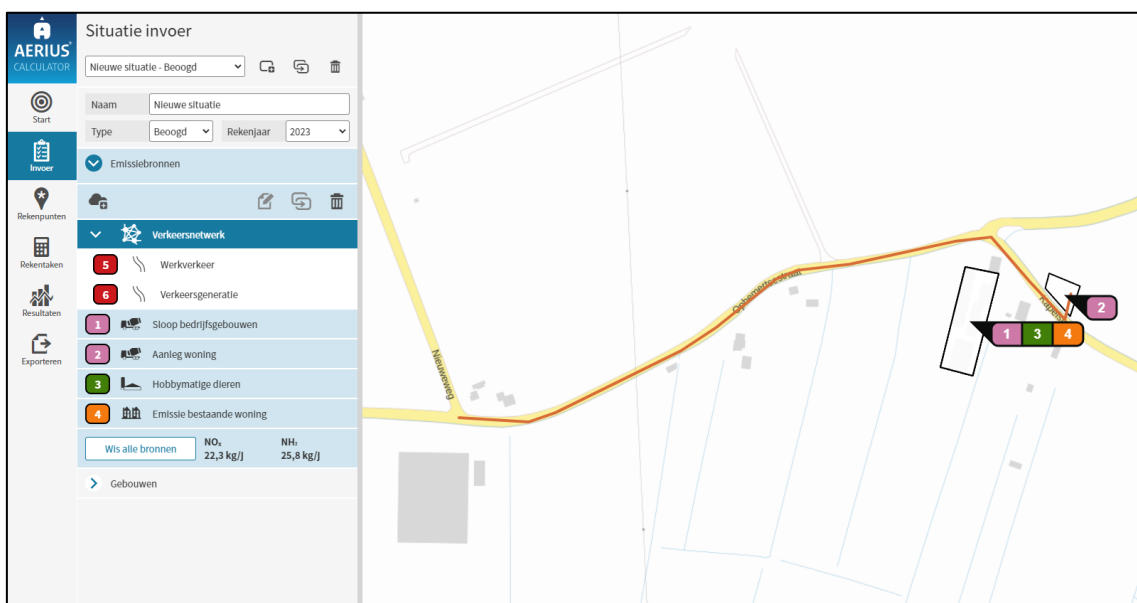 AERIUS
CALCULATOR
Start
Invoer
Rekenpunten
Rekentaken
Resultaten
Exporteren
Situatie invoer
Nieuwe situatie - Beoogd
Naam
Nieuwe situatie
Type
Beoogd
Rekenjaar
2023
Emissiebronnen
Verkeersnetwerk
5 Werkverkeer
6 Verkeersgeneratie
1 Sloop bedrijfsgebouwen
2 Aanleg woning
3 Hobbymatige dieren
4 Emissie bestaande woning
Wis alle bronnen
NOₓ
22,3 kg/j
NH₃
25,8 kg/j
Gebouwen
Nieuweweg
Ophemertsestraat
2
1 3 4